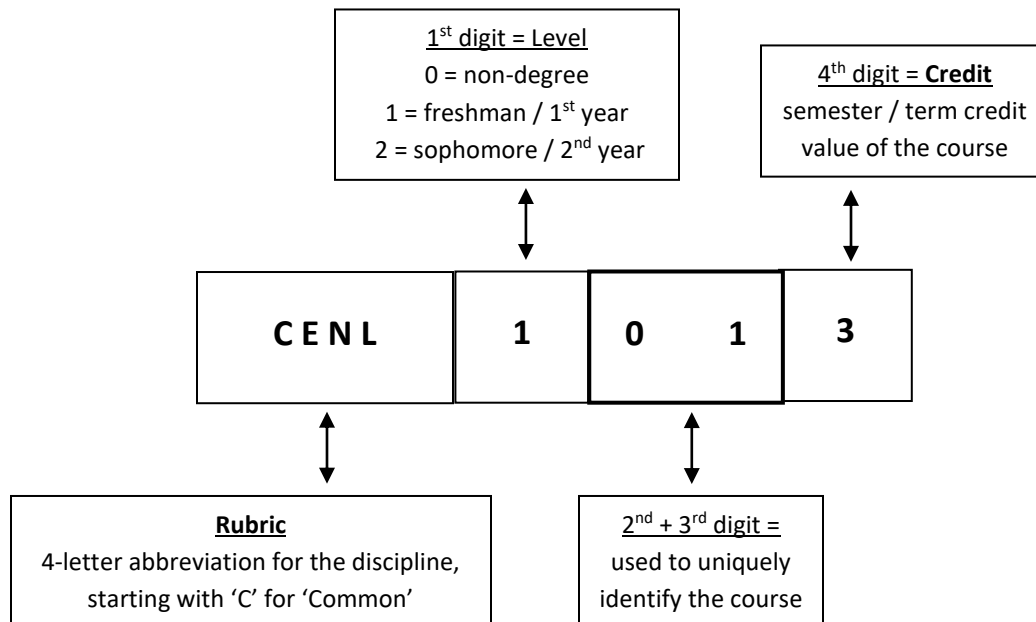 1st digit = Level
0 = non-degree
1 = freshman / 1st year
2 = sophomore / 2nd year
4th digit = Credit
semester / term credit
value of the course
C E N L 1 0 1 3
Rubric
4-letter abbreviation for the discipline,
starting with ‘C’ for ‘Common’
2nd + 3rd digit =
used to uniquely
identify the course